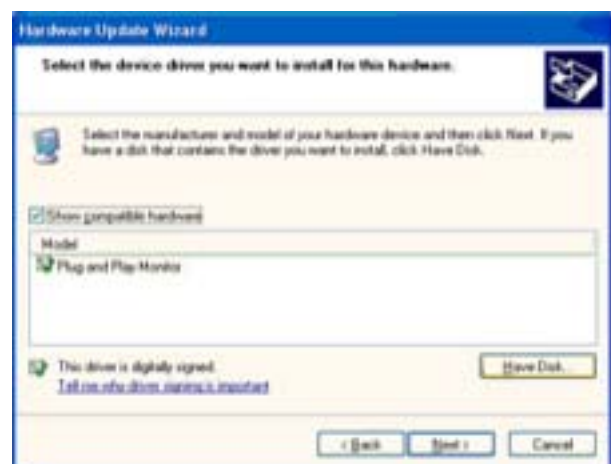 Hardware Update Wizard
Select the device driver you want to install for this hardware.
Select the manufacturer and model of your hardware device and then click Next. If you
have a disk that contains the driver you want to install, click Have Disk.
Show compatible hardware
Model
Plug and Play Monitor
This driver is digitally signed.
Have Disk...
Tell me why driver signing is important
< Back
Next >
Cancel